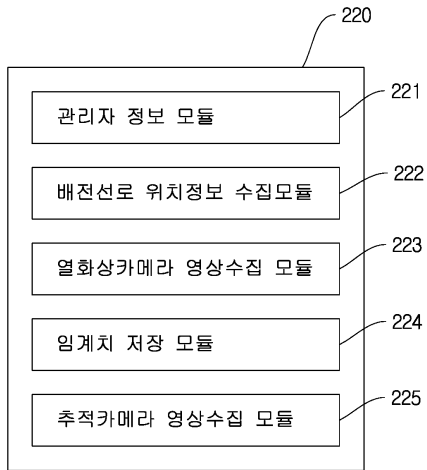 220
관리자 정보 모듈
221
배전선로 위치정보 수집모듈
222
열화상카메라 영상수집 모듈
223
임계치 저장 모듈
224
추적카메라 영상수집 모듈
225